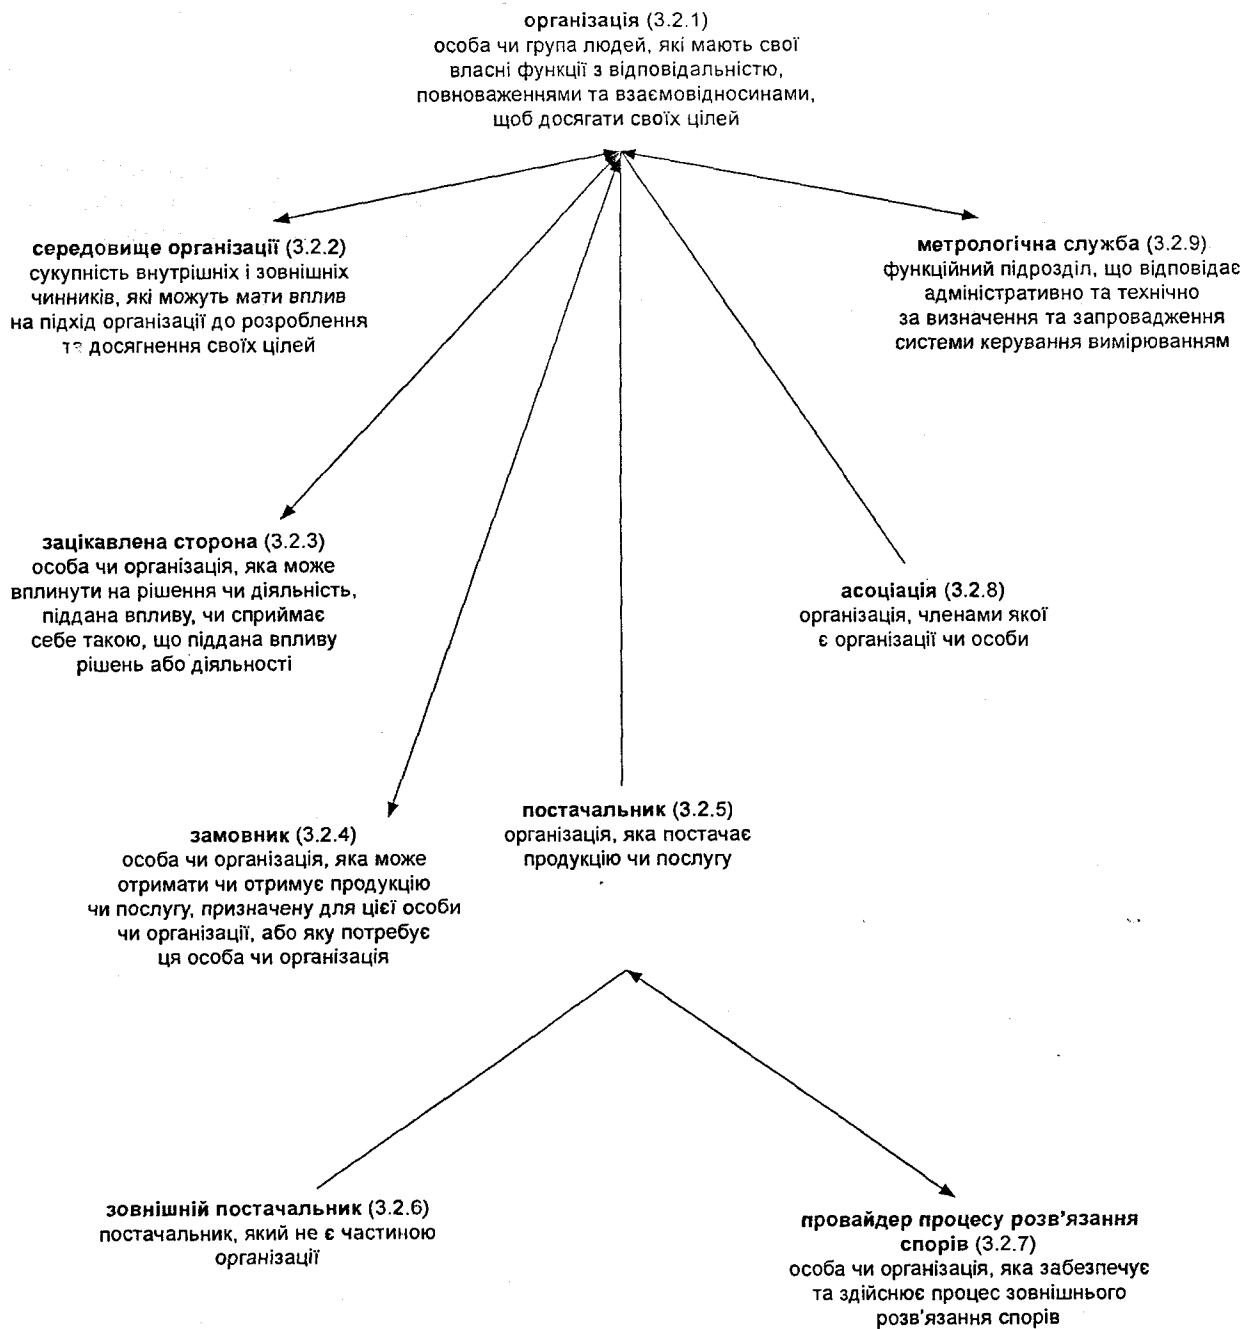 організація (3.2.1)
особа чи група людей, які мають свої
власні функції з відповідальністю,
повноваженнями та взаємовідносинами,
щоб досягати своїх цілей
середовище організації (3.2.2)
сукупність внутрішніх і зовнішніх
чинників, які можуть мати вплив
на підхід організації до розроблення
та досягнення своїх цілей
метрологічна служба (3.2.9)
функційний підрозділ, що відповідає
адміністративно та технічно
за визначення та запровадження
системи керування вимірюванням
зацікавлена сторона (3.2.3)
особа чи організація, яка може
вплинути на рішення чи діяльність,
піддана впливу, чи сприймає
себе такою, що піддана впливу
рішень або діяльності
асоціація (3.2.8)
організація, членами якої
є організації чи особи
замовник (3.2.4)
особа чи організація, яка може
отримати чи отримує продукцію
чи послугу, призначену для цієї особи
чи організації, або яку потребує
ця особа чи організація
постачальник (3.2.5)
організація, яка постачає
продукцію чи послугу
зовнішній постачальник (3.2.6)
постачальник, який не є частиною
організації
провайдер процесу розв'язання
спорів (3.2.7)
особа чи організація, яка забезпечує
та здійснює процес зовнішнього
розв'язання спорів